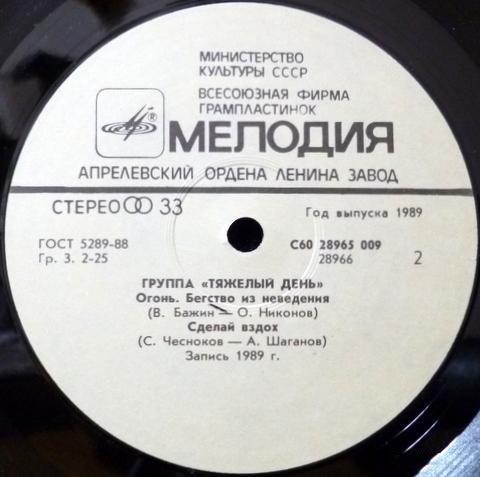 МИНИСТЕРСТВО
КУЛЬТУРЫ СССР
ВСЕСОЮЗНАЯ ФИРМА
ГРАМПЛАСТИНОК
® МЕЛОДИЯ
АПРЕЛЕВСКИЙ ОРДЕНА ЛЕНИНА ЗАВОД
СТЕРЕО 33
Год выпуска 1989
ГОСТ 5289-88
С60 28965 009
Гр. 3. 2-25
28966
2
ГРУППА «ТЯЖЕЛЫЙ ДЕНЬ»
Огонь. Бегство из неведения
(В. Бажин — О. Никонов)
Сделай вздох
(С. Чесноков — А. Шаганов)
Запись 1989 г.